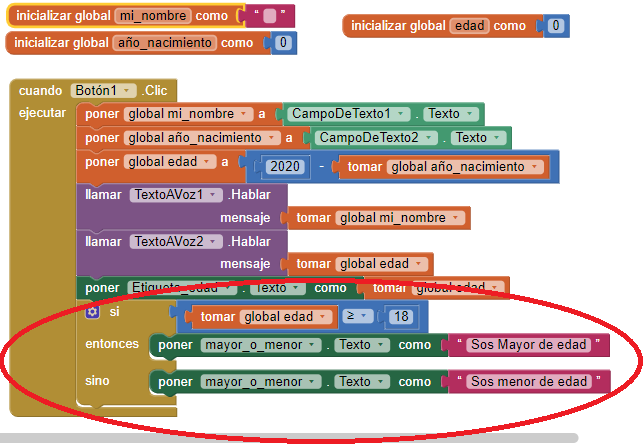 inicializar global mi_nombre como “ ”
inicializar global edad como 0
inicializar global año_nacimiento como 0
cuando Botón1 .Clic
ejecutar poner global mi_nombre a CampoDeTexto1 . Texto
poner global año_nacimiento a CampoDeTexto2 . Texto
poner global edad a 2020 - tomar global año_nacimiento
llamar TextoAVoz1 .Hablar
mensaje tomar global mi_nombre
llamar TextoAVoz2 .Hablar
mensaje tomar global edad
poner Etiqueta_edad . Texto como tomar global edad
si tomar global edad ≥ 18
entonces poner mayor_o_menor . Texto como “ Sos Mayor de edad ”
sino poner mayor_o_menor . Texto como “ Sos menor de edad ”